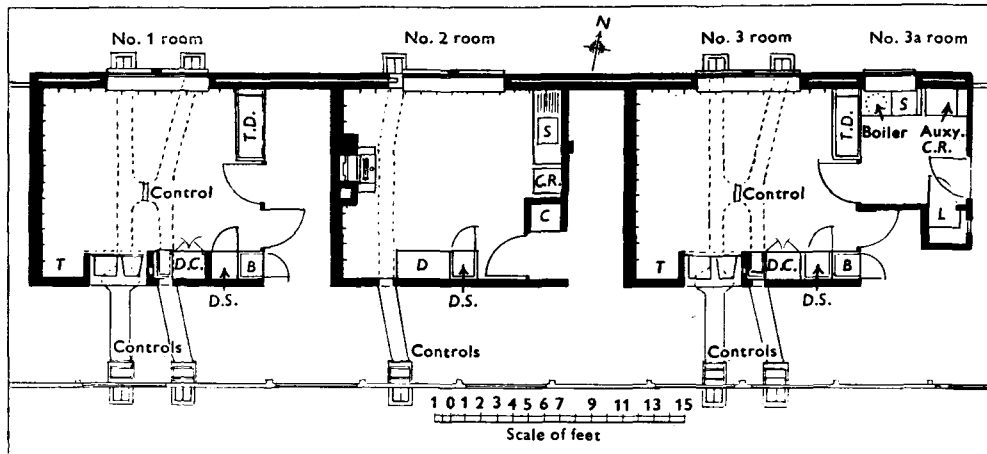 No. 1 room
No. 2 room
N
No. 3 room
No. 3a room
T.D.
S
T.D.
S
Boiler
Auxy.
C.R.
Control
C.R.
Control
C
L
T
D.C.
B
D
T
D.C.
B
D.S.
D.S.
D.S.
Controls
Controls
Controls
1 0 1 2 3 4 5 6 7 9 11 13 15
Scale of feet